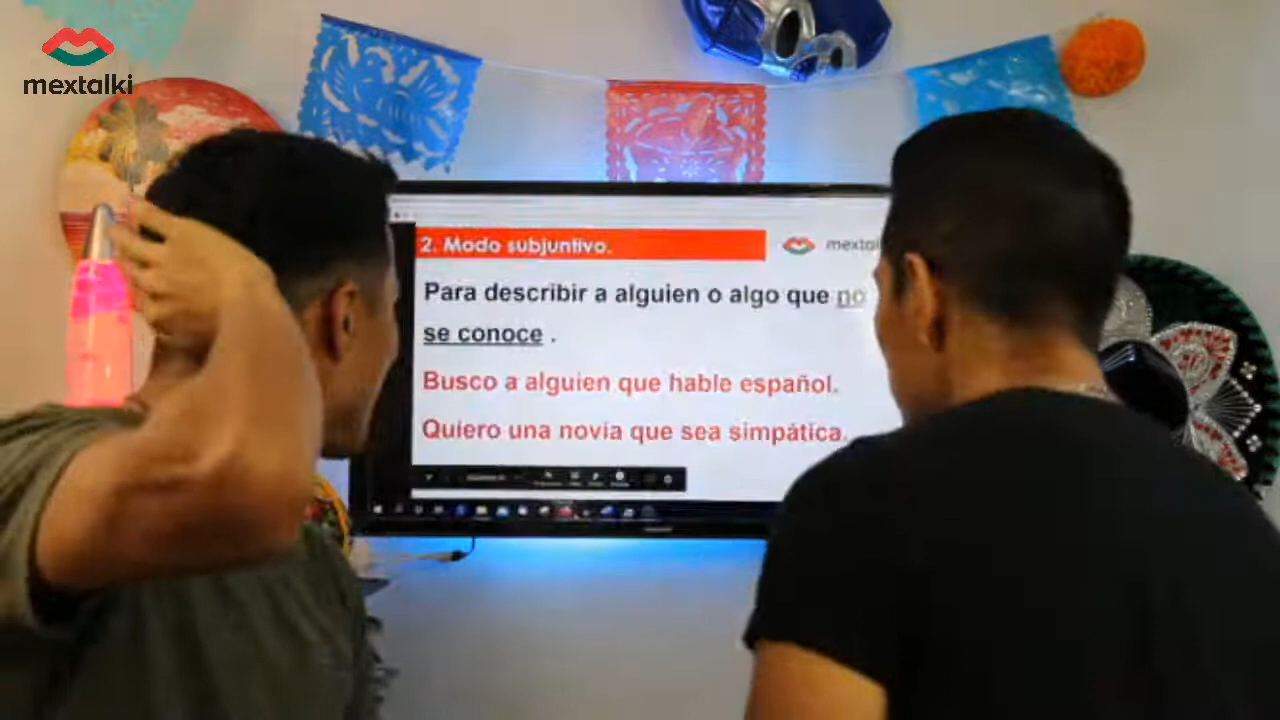 mextalki
2. Modo subjuntivo.
Para describir a alguien o algo que no
se conoce .
Busco a alguien que hable español.
Quiero una novia que sea simpática.